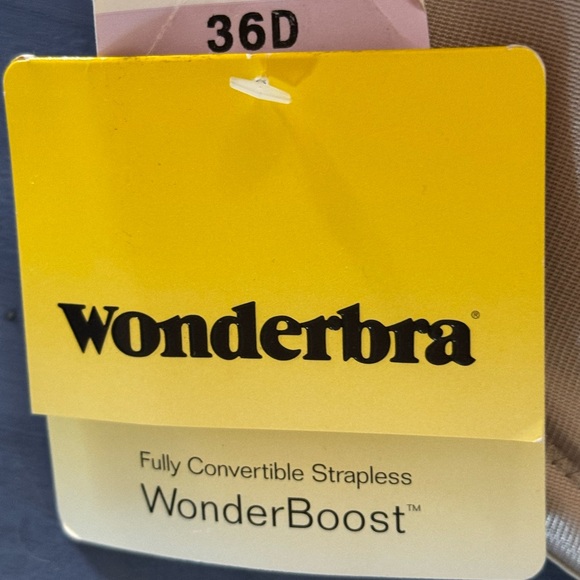 36D
Wonderbra®
Fully Convertible Strapless
WonderBoost™